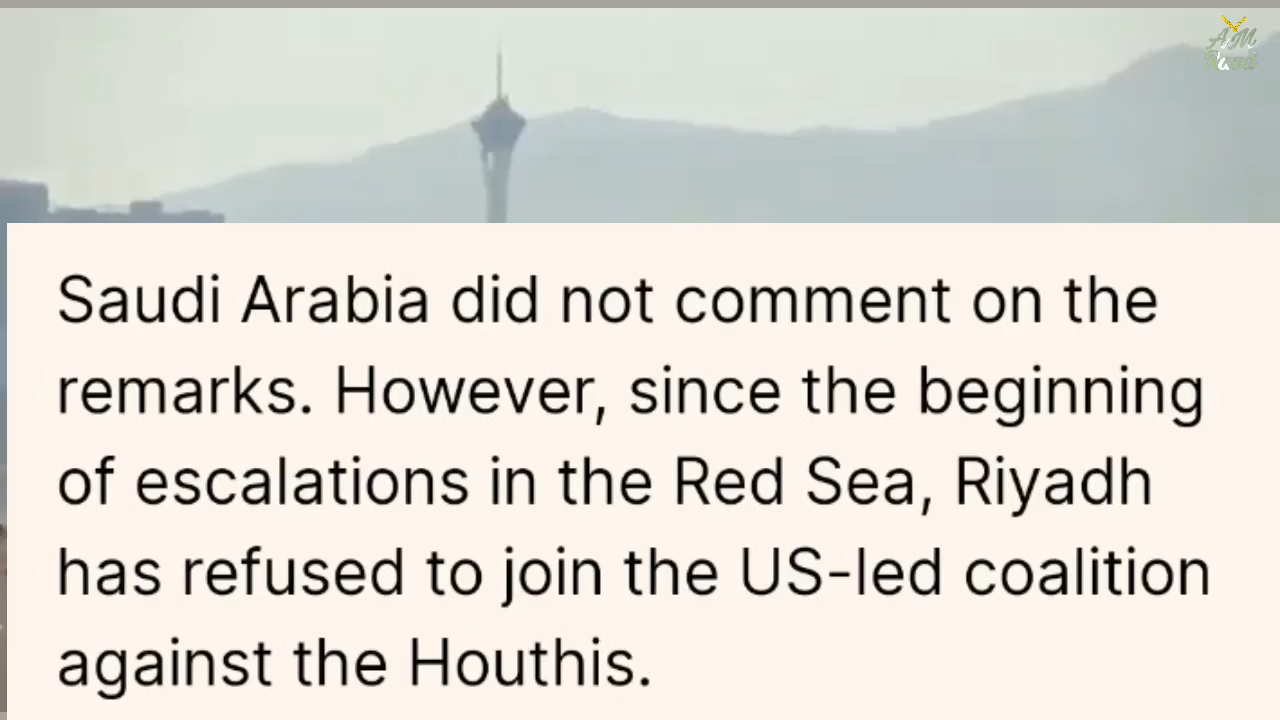 Saudi Arabia did not comment on the
remarks. However, since the beginning
of escalations in the Red Sea, Riyadh
has refused to join the US-led coalition
against the Houthis.